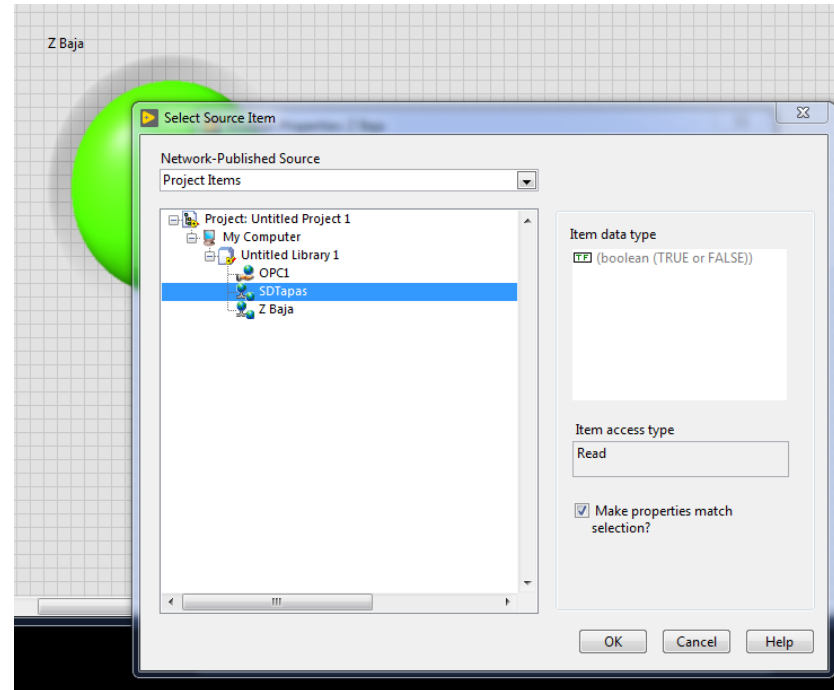 Z Baja
Select Source Item
Network-Published Source
Project Items
Project: Untitled Project 1
My Computer
Untitled Library 1
OPC1
SDTapas
Z Baja
Item data type
TF (boolean (TRUE or FALSE))
Item access type
Read
Make properties match
selection?
OK Cancel Help